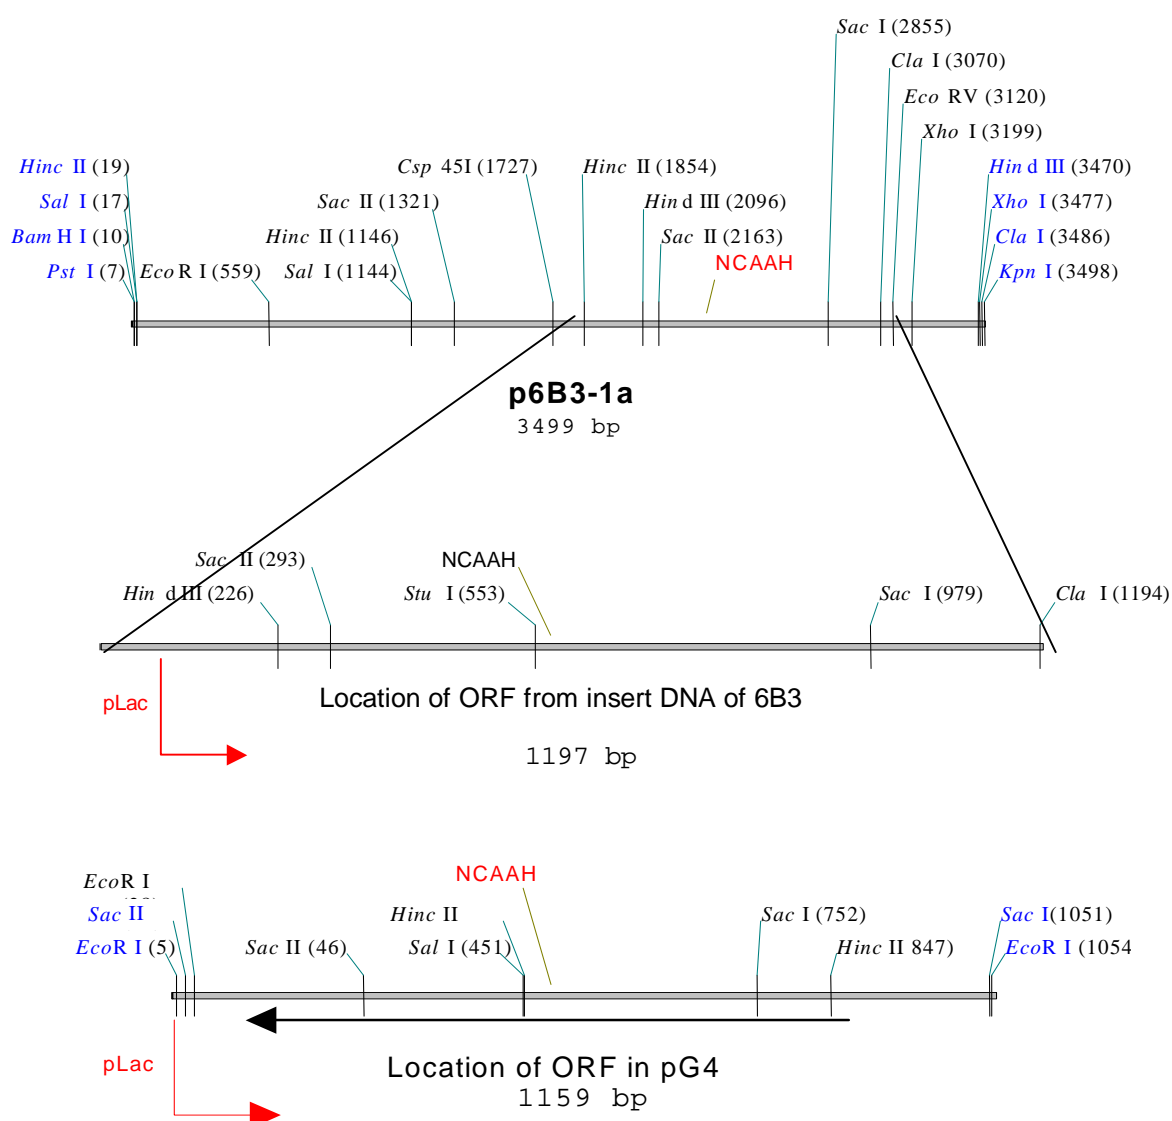 Sac I (2855)
Cla I (3070)
Eco RV (3120)
Xho I (3199)
Hinc II (19)
Csp 45I (1727)
Hinc II (1854)
Hin d III (3470)
Sal I (17)
Sac II (1321)
Hin d III (2096)
Xho I (3477)
Bam H I (10)
Hinc II (1146)
Sac II (2163)
Cla I (3486)
Pst I (7)
EcoR I (559)
Sal I (1144)
NCAAH
Kpn I (3498)
p6B3-1a
3499 bp
Sac II (293)
NCAAH
Hin d III (226)
Stu I (553)
Sac I (979)
Cla I (1194)
pLac
Location of ORF from insert DNA of 6B3
1197 bp
EcoR I
NCAAH
Sac II
Hinc II
Sac I (752)
Sac I(1051)
EcoR I (5)
Sac II (46)
Sal I (451)
Hinc II 847)
EcoR I (1054
pLac
Location of ORF in pG4
1159 bp